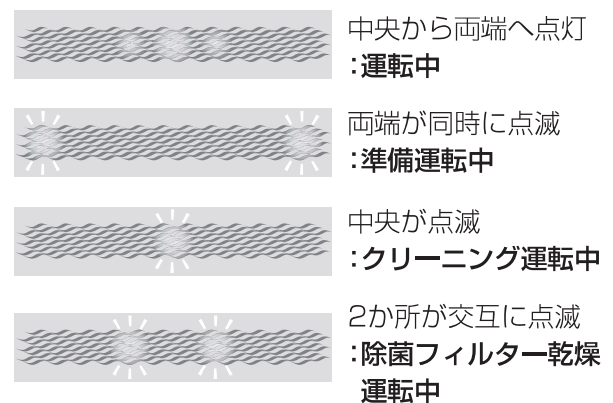 中央から両端へ点灯
:運転中
両端が同時に点滅
:準備運転中
中央が点滅
:クリーニング運転中
2か所が交互に点滅
:除菌フィルター乾燥
運転中